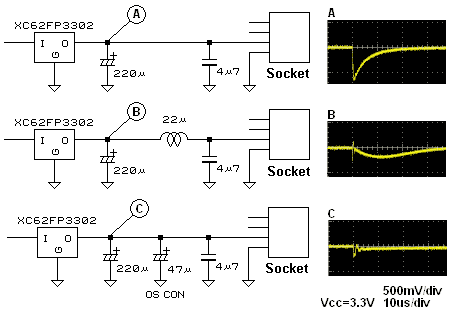 A
XC62FP3302
I O
G
220µ
4µ7
Socket
A
B
XC62FP3302
I O
G
22µ
220µ
4µ7
Socket
B
C
XC62FP3302
I O
G
220µ
47µ
4µ7
OS CON
Socket
C
500mV/div
Vcc=3.3V 10us/div